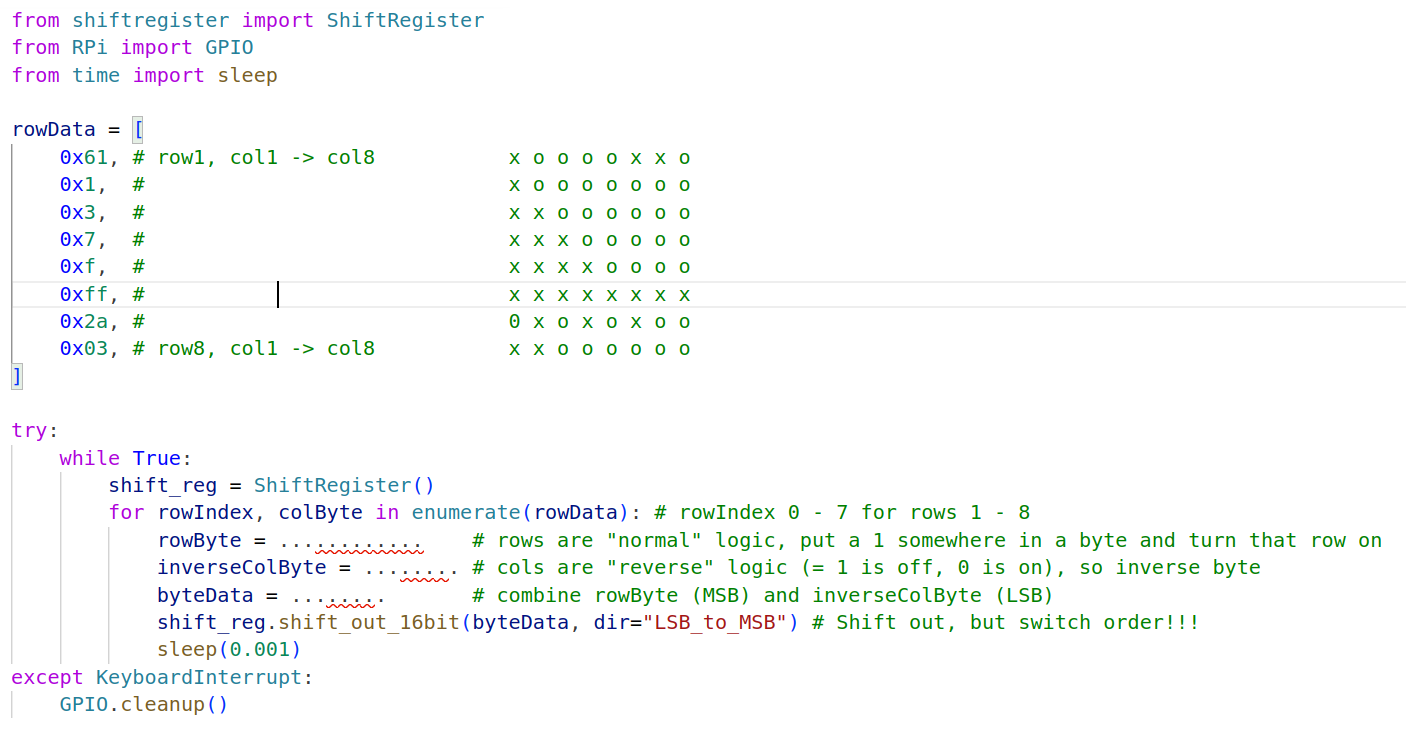 from shiftregister import ShiftRegister
from RPi import GPIO
from time import sleep

rowData = [
    0x61, # row1, col1 -> col8           x o o o o x x o
    0x1,  #                              x o o o o o o o
    0x3,  #                              x x o o o o o o
    0x7,  #                              x x x o o o o o
    0xf,  #                              x x x x o o o o
    0xff, #                              x x x x x x x x
    0x2a, #                              0 x o x o x o o
    0x03, # row8, col1 -> col8           x x o o o o o o
]

try:
    while True:
        shift_reg = ShiftRegister()
        for rowIndex, colByte in enumerate(rowData): # rowIndex 0 - 7 for rows 1 - 8
            rowByte = ............    # rows are "normal" logic, put a 1 somewhere in a byte and turn that row on
            inverseColByte = ........ # cols are "reverse" logic (= 1 is off, 0 is on), so inverse byte
            byteData = ........       # combine rowByte (MSB) and inverseColByte (LSB)
            shift_reg.shift_out_16bit(byteData, dir="LSB_to_MSB") # Shift out, but switch order!!!
            sleep(0.001)
except KeyboardInterrupt:
    GPIO.cleanup()